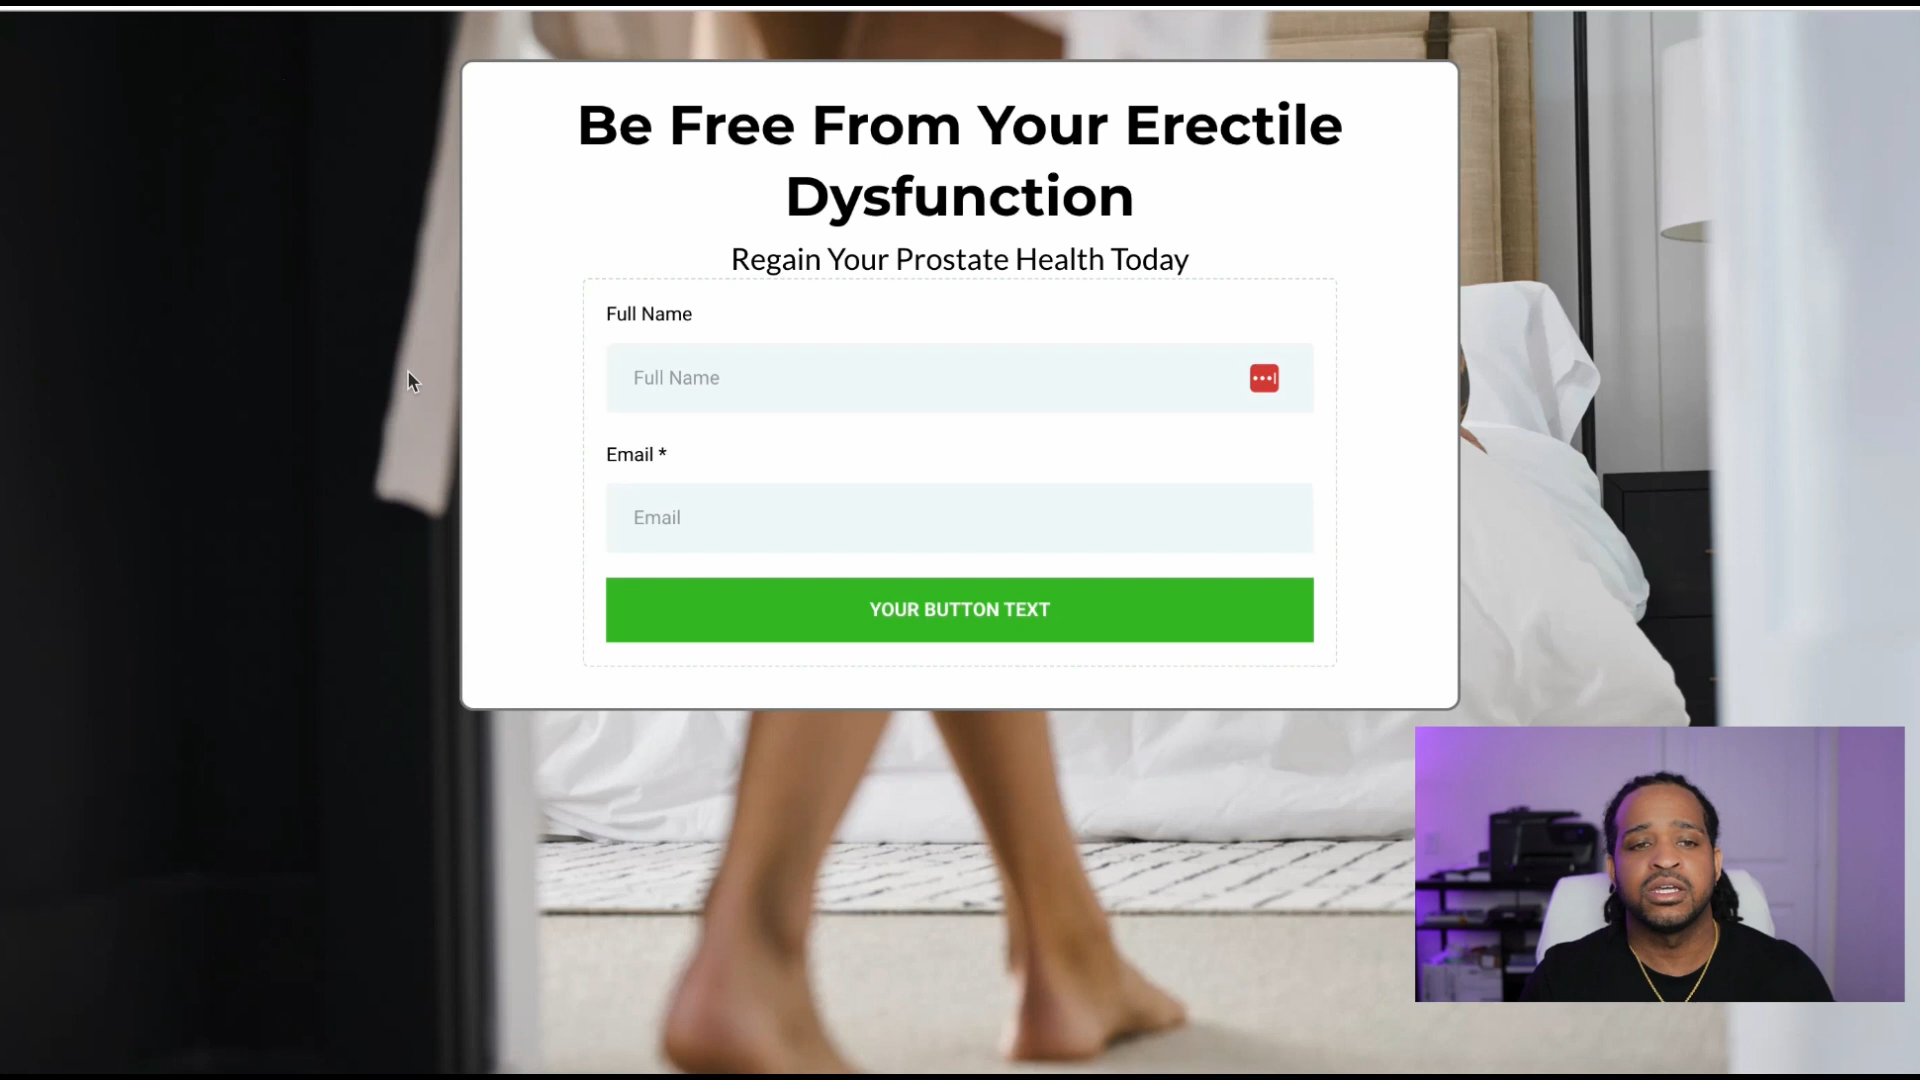 Be Free From Your Erectile
Dysfunction
Regain Your Prostate Health Today
Full Name
Full Name
Email *
Email
YOUR BUTTON TEXT